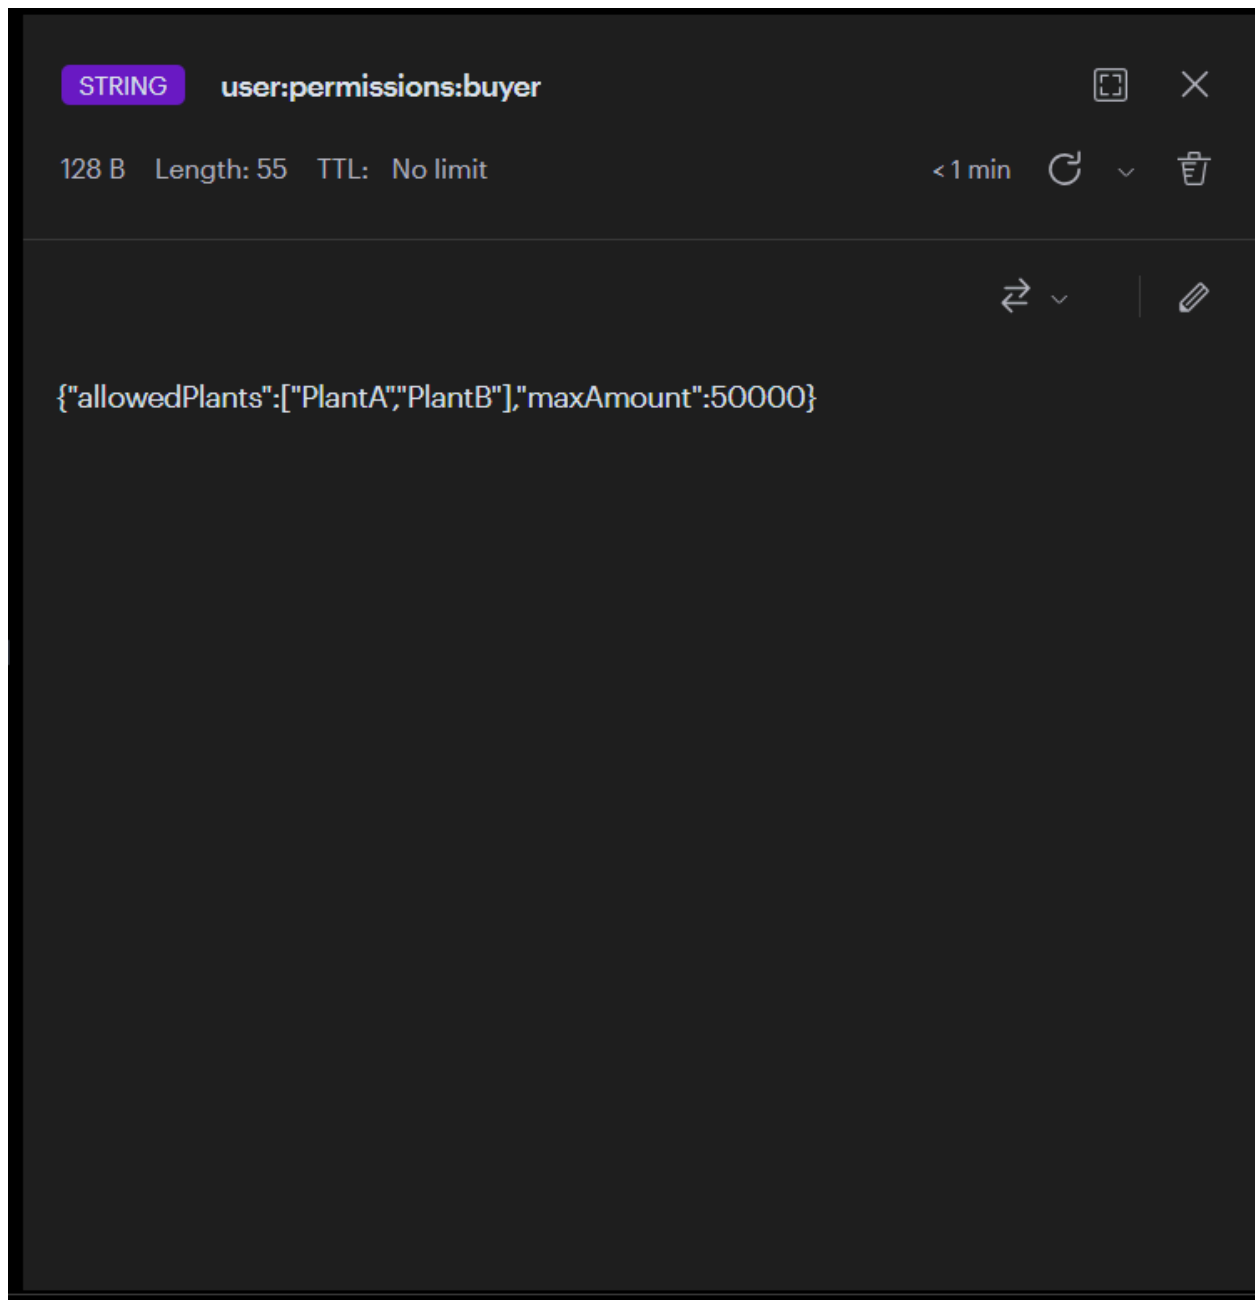 STRING user:permissions:buyer
128 B Length: 55 TTL: No limit < 1 min
{"allowedPlants":["PlantA","PlantB"],"maxAmount":50000}